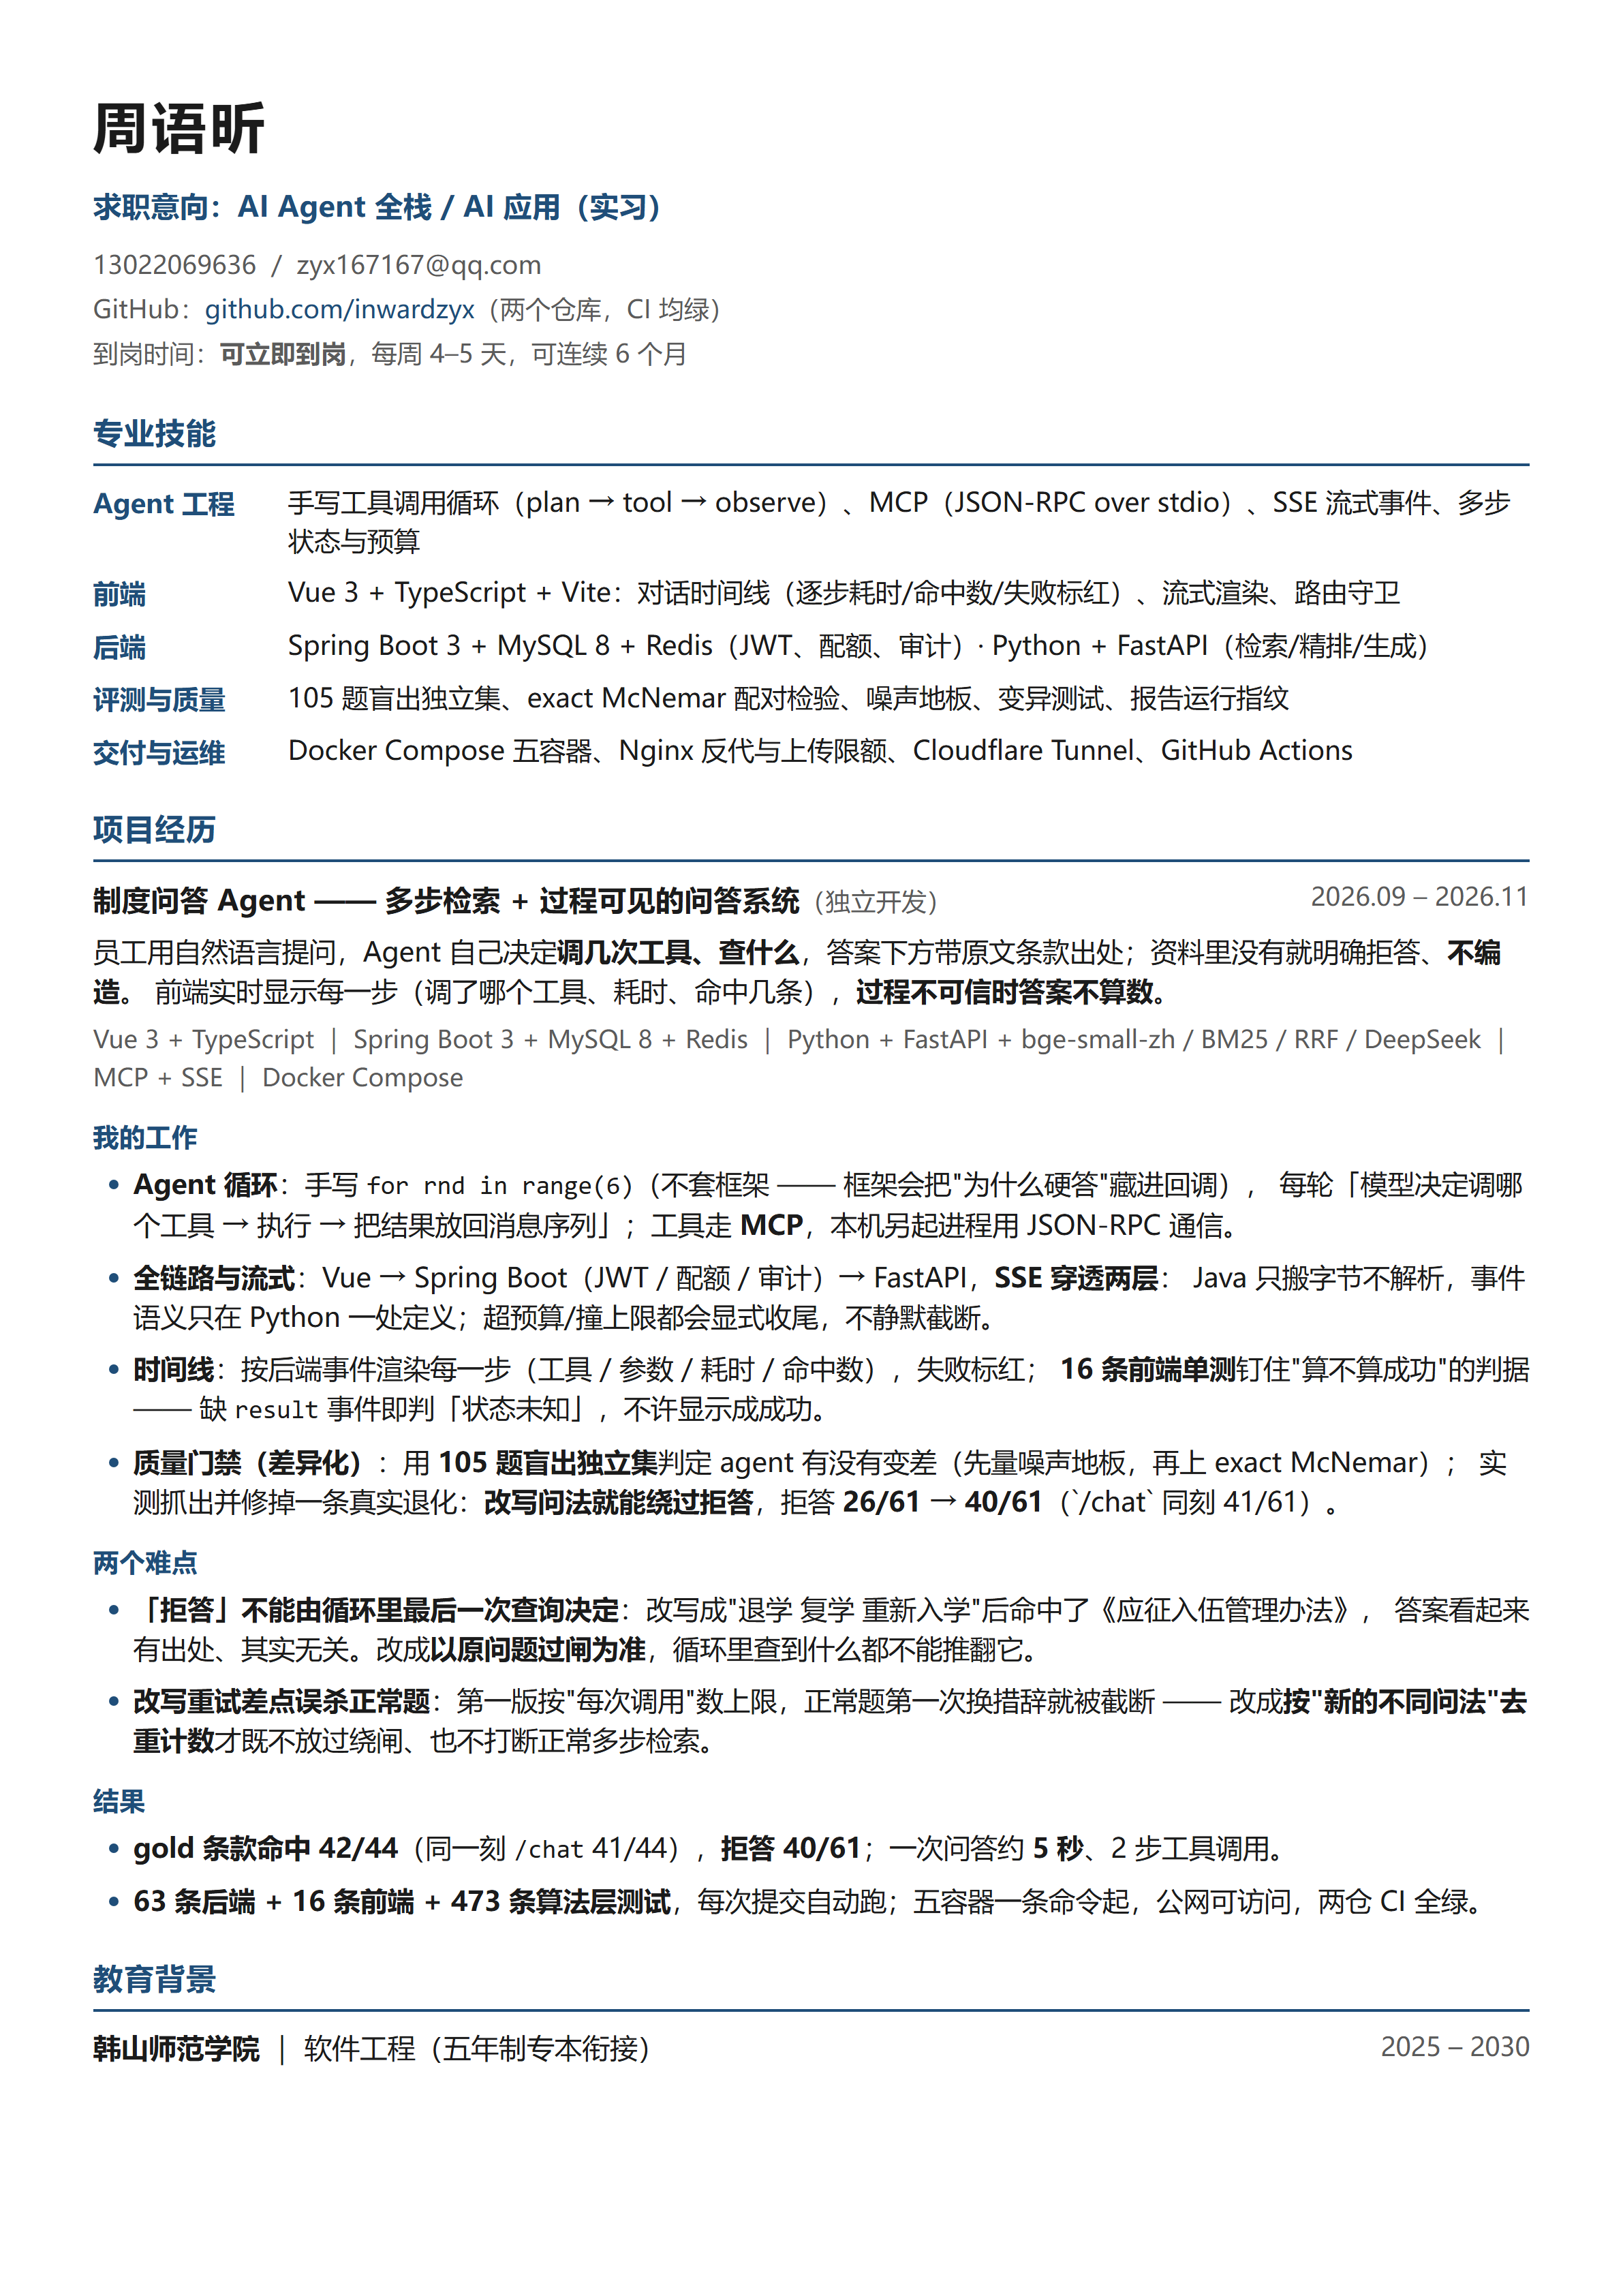 周语昕
求职意向：AI Agent 全栈 / AI 应用（实习）
13022069636 / zyx167167@qq.com
GitHub：github.com/inwardzyx（两个仓库，CI 均绿）
到岗时间：可立即到岗，每周 4–5 天，可连续 6 个月
专业技能
Agent 工程 手写工具调用循环（plan → tool → observe）、MCP（JSON-RPC over stdio）、SSE 流式事件、多步
状态与预算
前端 Vue 3 + TypeScript + Vite：对话时间线（逐步耗时/命中数/失败标红）、流式渲染、路由守卫
后端 Spring Boot 3 + MySQL 8 + Redis（JWT、配额、审计）· Python + FastAPI（检索/精排/生成）
评测与质量 105 题盲出独立集、exact McNemar 配对检验、噪声地板、变异测试、报告运行指纹
交付与运维 Docker Compose 五容器、Nginx 反代与上传限额、Cloudflare Tunnel、GitHub Actions
项目经历
制度问答 Agent —— 多步检索 + 过程可见的问答系统（独立开发） 2026.09 – 2026.11
员工用自然语言提问，Agent 自己决定调几次工具、查什么，答案下方带原文条款出处；资料里没有就明确拒答、不编
造。 前端实时显示每一步（调了哪个工具、耗时、命中几条），过程不可信时答案不算数。
Vue 3 + TypeScript | Spring Boot 3 + MySQL 8 + Redis | Python + FastAPI + bge-small-zh / BM25 / RRF / DeepSeek |
MCP + SSE | Docker Compose
我的工作
• Agent 循环：手写 for rnd in range(6)（不套框架 —— 框架会把"为什么硬答"藏进回调）， 每轮「模型决定调哪
个工具 → 执行 → 把结果放回消息序列」；工具走 MCP，本机另起进程用 JSON-RPC 通信。
• 全链路与流式：Vue → Spring Boot（JWT / 配额 / 审计）→ FastAPI，SSE 穿透两层： Java 只搬字节不解析，事件
语义只在 Python 一处定义；超预算/撞上限都会显式收尾，不静默截断。
• 时间线：按后端事件渲染每一步（工具 / 参数 / 耗时 / 命中数），失败标红； 16 条前端单测钉住"算不算成功"的判据
—— 缺 result 事件即判「状态未知」，不许显示成成功。
• 质量门禁（差异化）：用 105 题盲出独立集判定 agent 有没有变差（先量噪声地板，再上 exact McNemar）； 实
测抓出并修掉一条真实退化：改写问法就能绕过拒答，拒答 26/61 → 40/61（`/chat` 同刻 41/61）。
两个难点
• 「拒答」不能由循环里最后一次查询决定：改写成"退学 复学 重新入学"后命中了《应征入伍管理办法》， 答案看起来
有出处、其实无关。改成以原问题过闸为准，循环里查到什么都不能推翻它。
• 改写重试差点误杀正常题：第一版按"每次调用"数上限，正常题第一次换措辞就被截断 —— 改成按"新的不同问法"去
重计数才既不放过绕闸、也不打断正常多步检索。
结果
• gold 条款命中 42/44（同一刻 /chat 41/44），拒答 40/61；一次问答约 5 秒、2 步工具调用。
• 63 条后端 + 16 条前端 + 473 条算法层测试，每次提交自动跑；五容器一条命令起，公网可访问，两仓 CI 全绿。
教育背景
韩山师范学院 | 软件工程（五年制专本衔接） 2025 – 2030